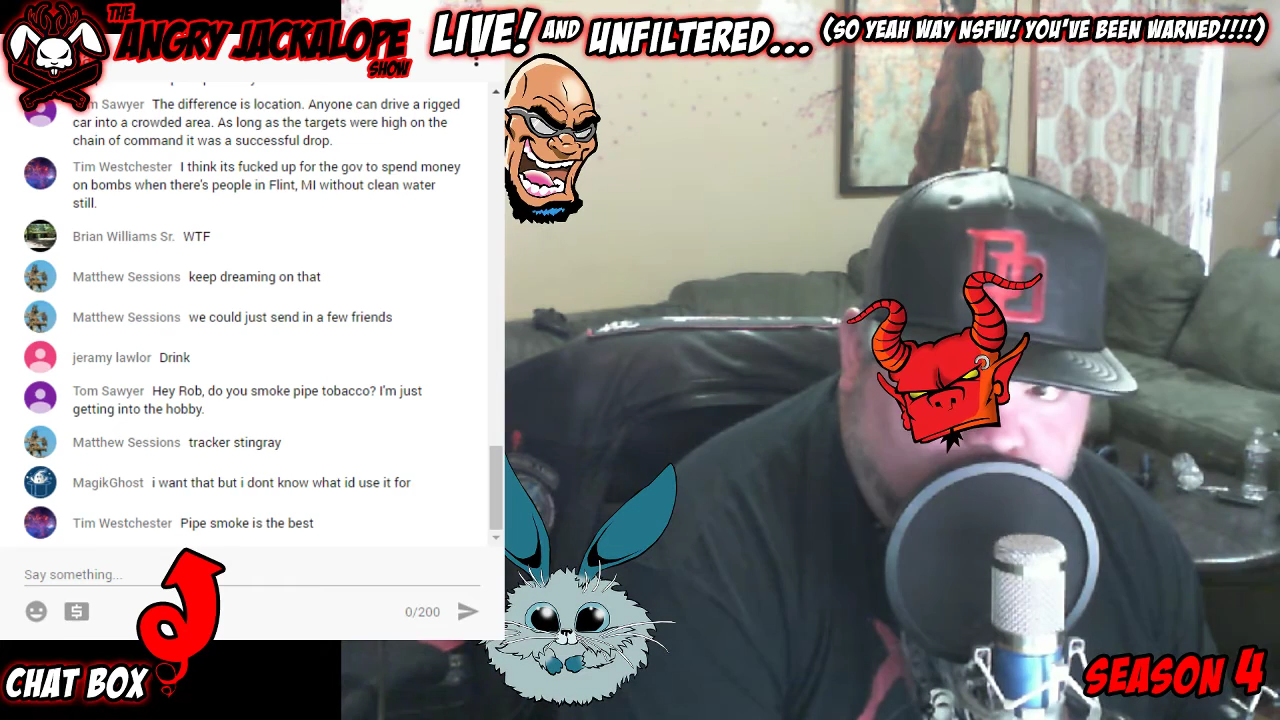 THE
ANGRY JACKALOPE
SHOW
LIVE! AND UNFILTERED... (SO YEAH WAY NSFW! YOU'VE BEEN WARNED!!!!)
Sawyer The difference is location. Anyone can drive a rigged
car into a crowded area. As long as the targets were high on the
chain of command it was a successful drop.
Tim Westchester I think its fucked up for the gov to spend money
on bombs when there's people in Flint, MI without clean water
still.
Brian Williams Sr. WTF
Matthew Sessions keep dreaming on that
Matthew Sessions we could just send in a few friends
jeramy lawlor Drink
Tom Sawyer Hey Rob, do you smoke pipe tobacco? I'm just
getting into the hobby.
Matthew Sessions tracker stingray
MagikGhost i want that but i dont know what id use it for
Tim Westchester Pipe smoke is the best
Say something...
0/200
CHAT BOX
SEASON 4